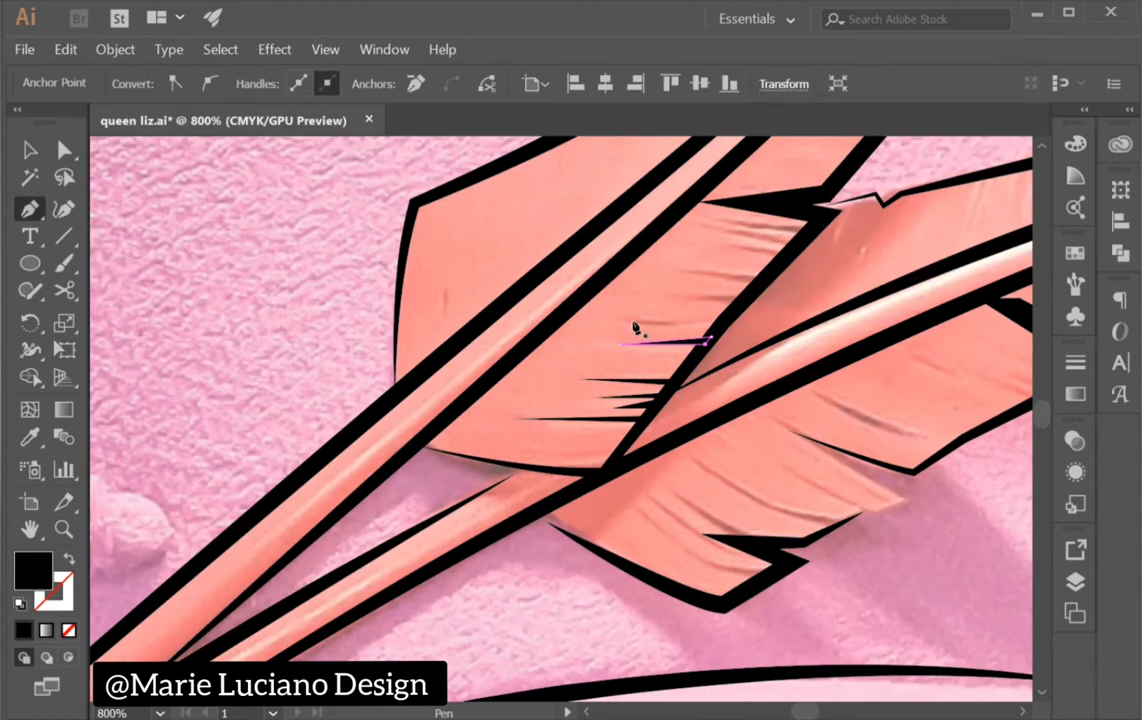 Ai Br St Essentials Search Adobe Stock
File Edit Object Type Select Effect View Window Help
Anchor Point Convert: Handles: Anchors: Transform
queen liz.ai* @ 800% (CMYK/GPU Preview)
@Marie Luciano Design
800% 1 Pen